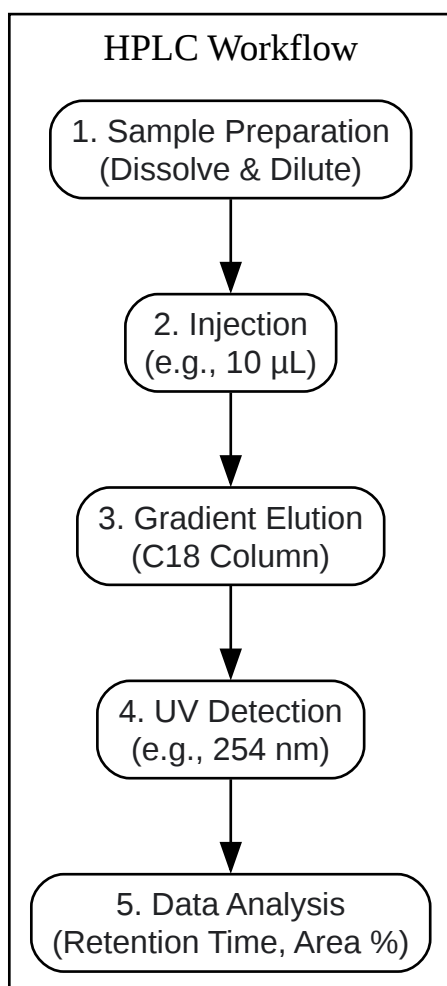 HPLC Workflow
1. Sample Preparation
(Dissolve & Dilute)
2. Injection
(e.g., 10 µL)
3. Gradient Elution
(C18 Column)
4. UV Detection
(e.g., 254 nm)
5. Data Analysis
(Retention Time, Area %)